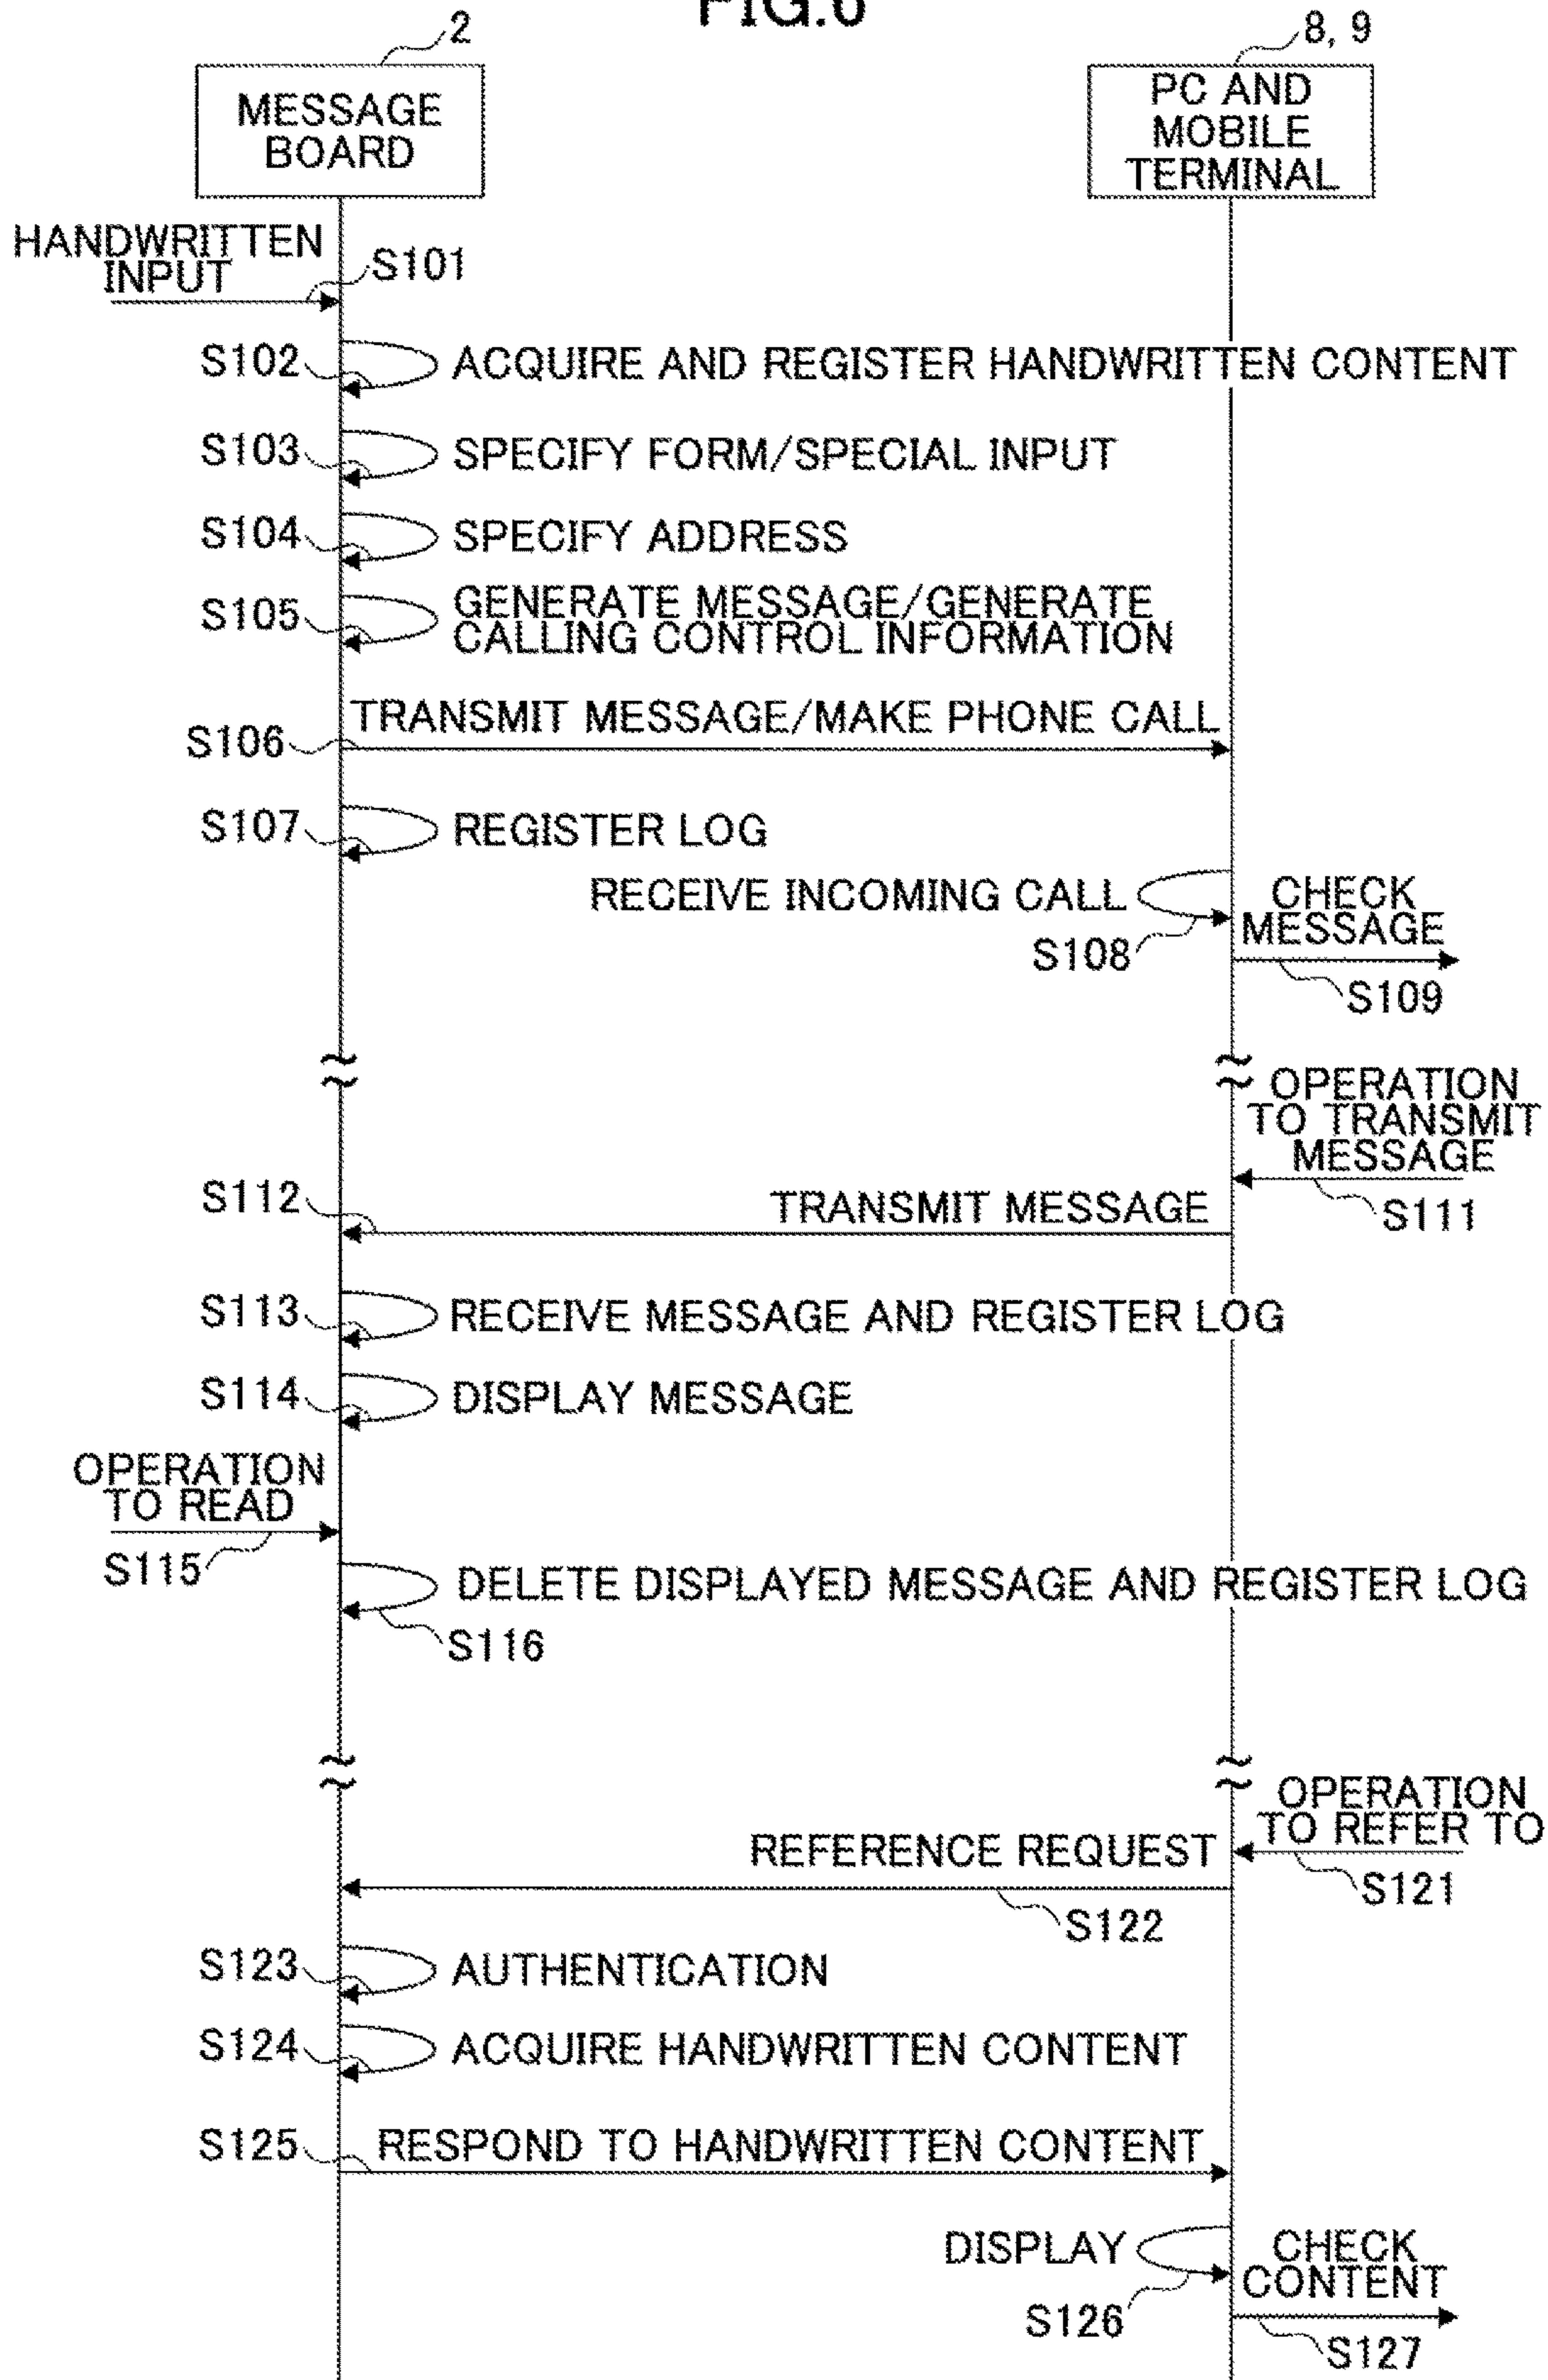 FIG.6
2
8, 9
MESSAGE
BOARD
PC AND
MOBILE
TERMINAL
HANDWRITTEN
INPUT
S101
S102
ACQUIRE AND REGISTER HANDWRITTEN CONTENT
S103
SPECIFY FORM/SPECIAL INPUT
S104
SPECIFY ADDRESS
S105
GENERATE MESSAGE/GENERATE
CALLING CONTROL INFORMATION
TRANSMIT MESSAGE/MAKE PHONE CALL
S106
S107
REGISTER LOG
RECEIVE INCOMING CALL
S108
CHECK
MESSAGE
S109
OPERATION
TO TRANSMIT
MESSAGE
S111
S112
TRANSMIT MESSAGE
S113
RECEIVE MESSAGE AND REGISTER LOG
S114
DISPLAY MESSAGE
OPERATION
TO READ
S115
DELETE DISPLAYED MESSAGE AND REGISTER LOG
S116
OPERATION
TO REFER TO
S121
REFERENCE REQUEST
S122
S123
AUTHENTICATION
S124
ACQUIRE HANDWRITTEN CONTENT
S125
RESPOND TO HANDWRITTEN CONTENT
DISPLAY
S126
CHECK
CONTENT
S127